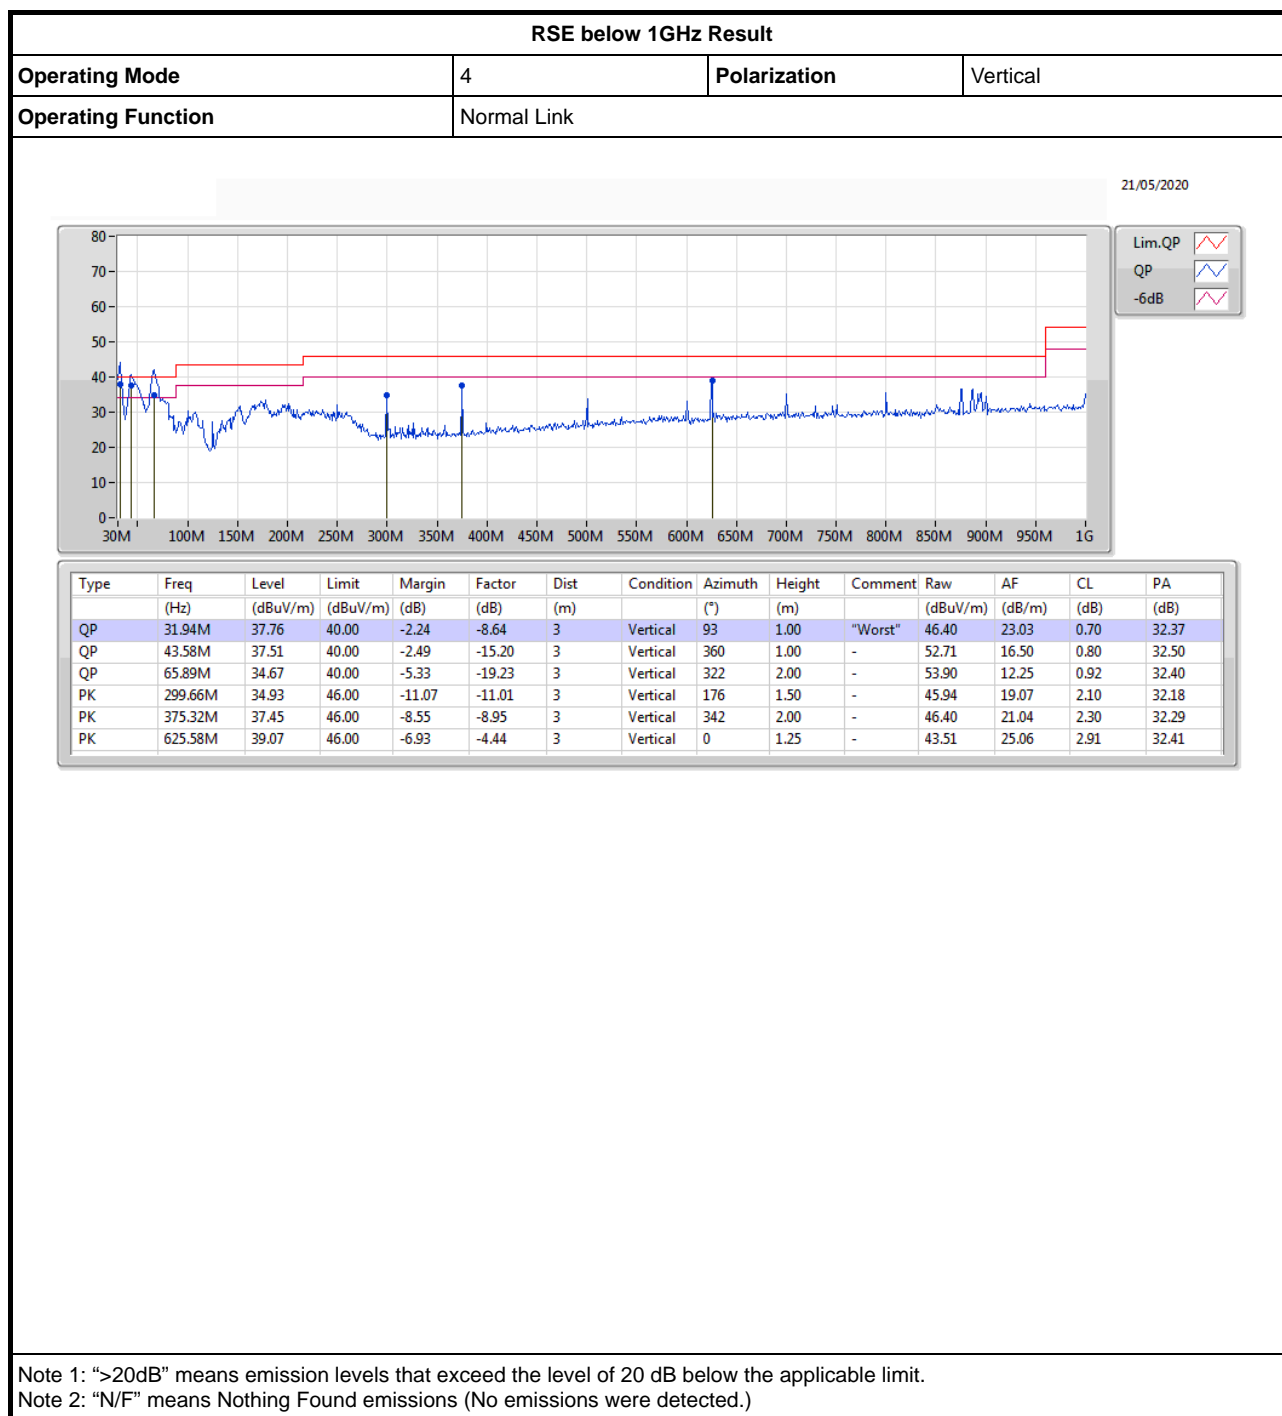 RSE below 1GHz Result
Operating Mode 4 Polarization Vertical
Operating Function Normal Link
21/05/2020
80
70
60
50
40
30
20
10
0
30M 100M 150M 200M 250M 300M 350M 400M 450M 500M 550M 600M 650M 700M 750M 800M 850M 900M 950M 1G
Lim.QP
QP
-6dB
Type Freq Level Limit Margin Factor Dist Condition Azimuth Height Comment Raw AF CL PA
(Hz) (dBuV/m) (dBuV/m) (dB) (dB) (m) (°) (m) (dBuV/m) (dB/m) (dB) (dB)
QP 31.94M 37.76 40.00 -2.24 -8.64 3 Vertical 93 1.00 "Worst" 46.40 23.03 0.70 32.37
QP 43.58M 37.51 40.00 -2.49 -15.20 3 Vertical 360 1.00 - 52.71 16.50 0.80 32.50
QP 65.89M 34.67 40.00 -5.33 -19.23 3 Vertical 322 2.00 - 53.90 12.25 0.92 32.40
PK 299.66M 34.93 46.00 -11.07 -11.01 3 Vertical 176 1.50 - 45.94 19.07 2.10 32.18
PK 375.32M 37.45 46.00 -8.55 -8.95 3 Vertical 342 2.00 - 46.40 21.04 2.30 32.29
PK 625.58M 39.07 46.00 -6.93 -4.44 3 Vertical 0 1.25 - 43.51 25.06 2.91 32.41
Note 1: “>20dB” means emission levels that exceed the level of 20 dB below the applicable limit.
Note 2: “N/F” means Nothing Found emissions (No emissions were detected.)